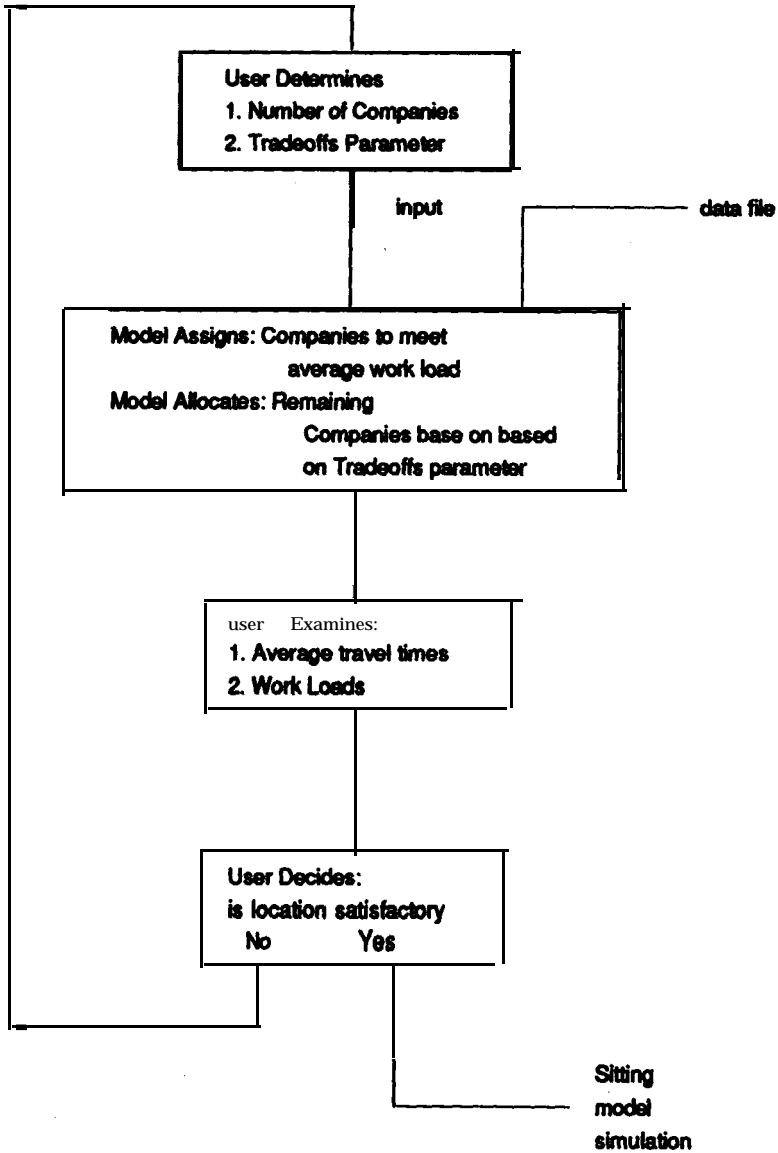 User Determines
1. Number of Companies
2. Tradeoffs Parameter
input
data file
Model Assigns: Companies to meet
average work load
Model Allocates: Remaining
Companies base on based
on Tradeoffs parameter
user Examines:
1. Average travel times
2. Work Loads
User Decides:
is location satisfactory
No Yes
Sitting
model
simulation